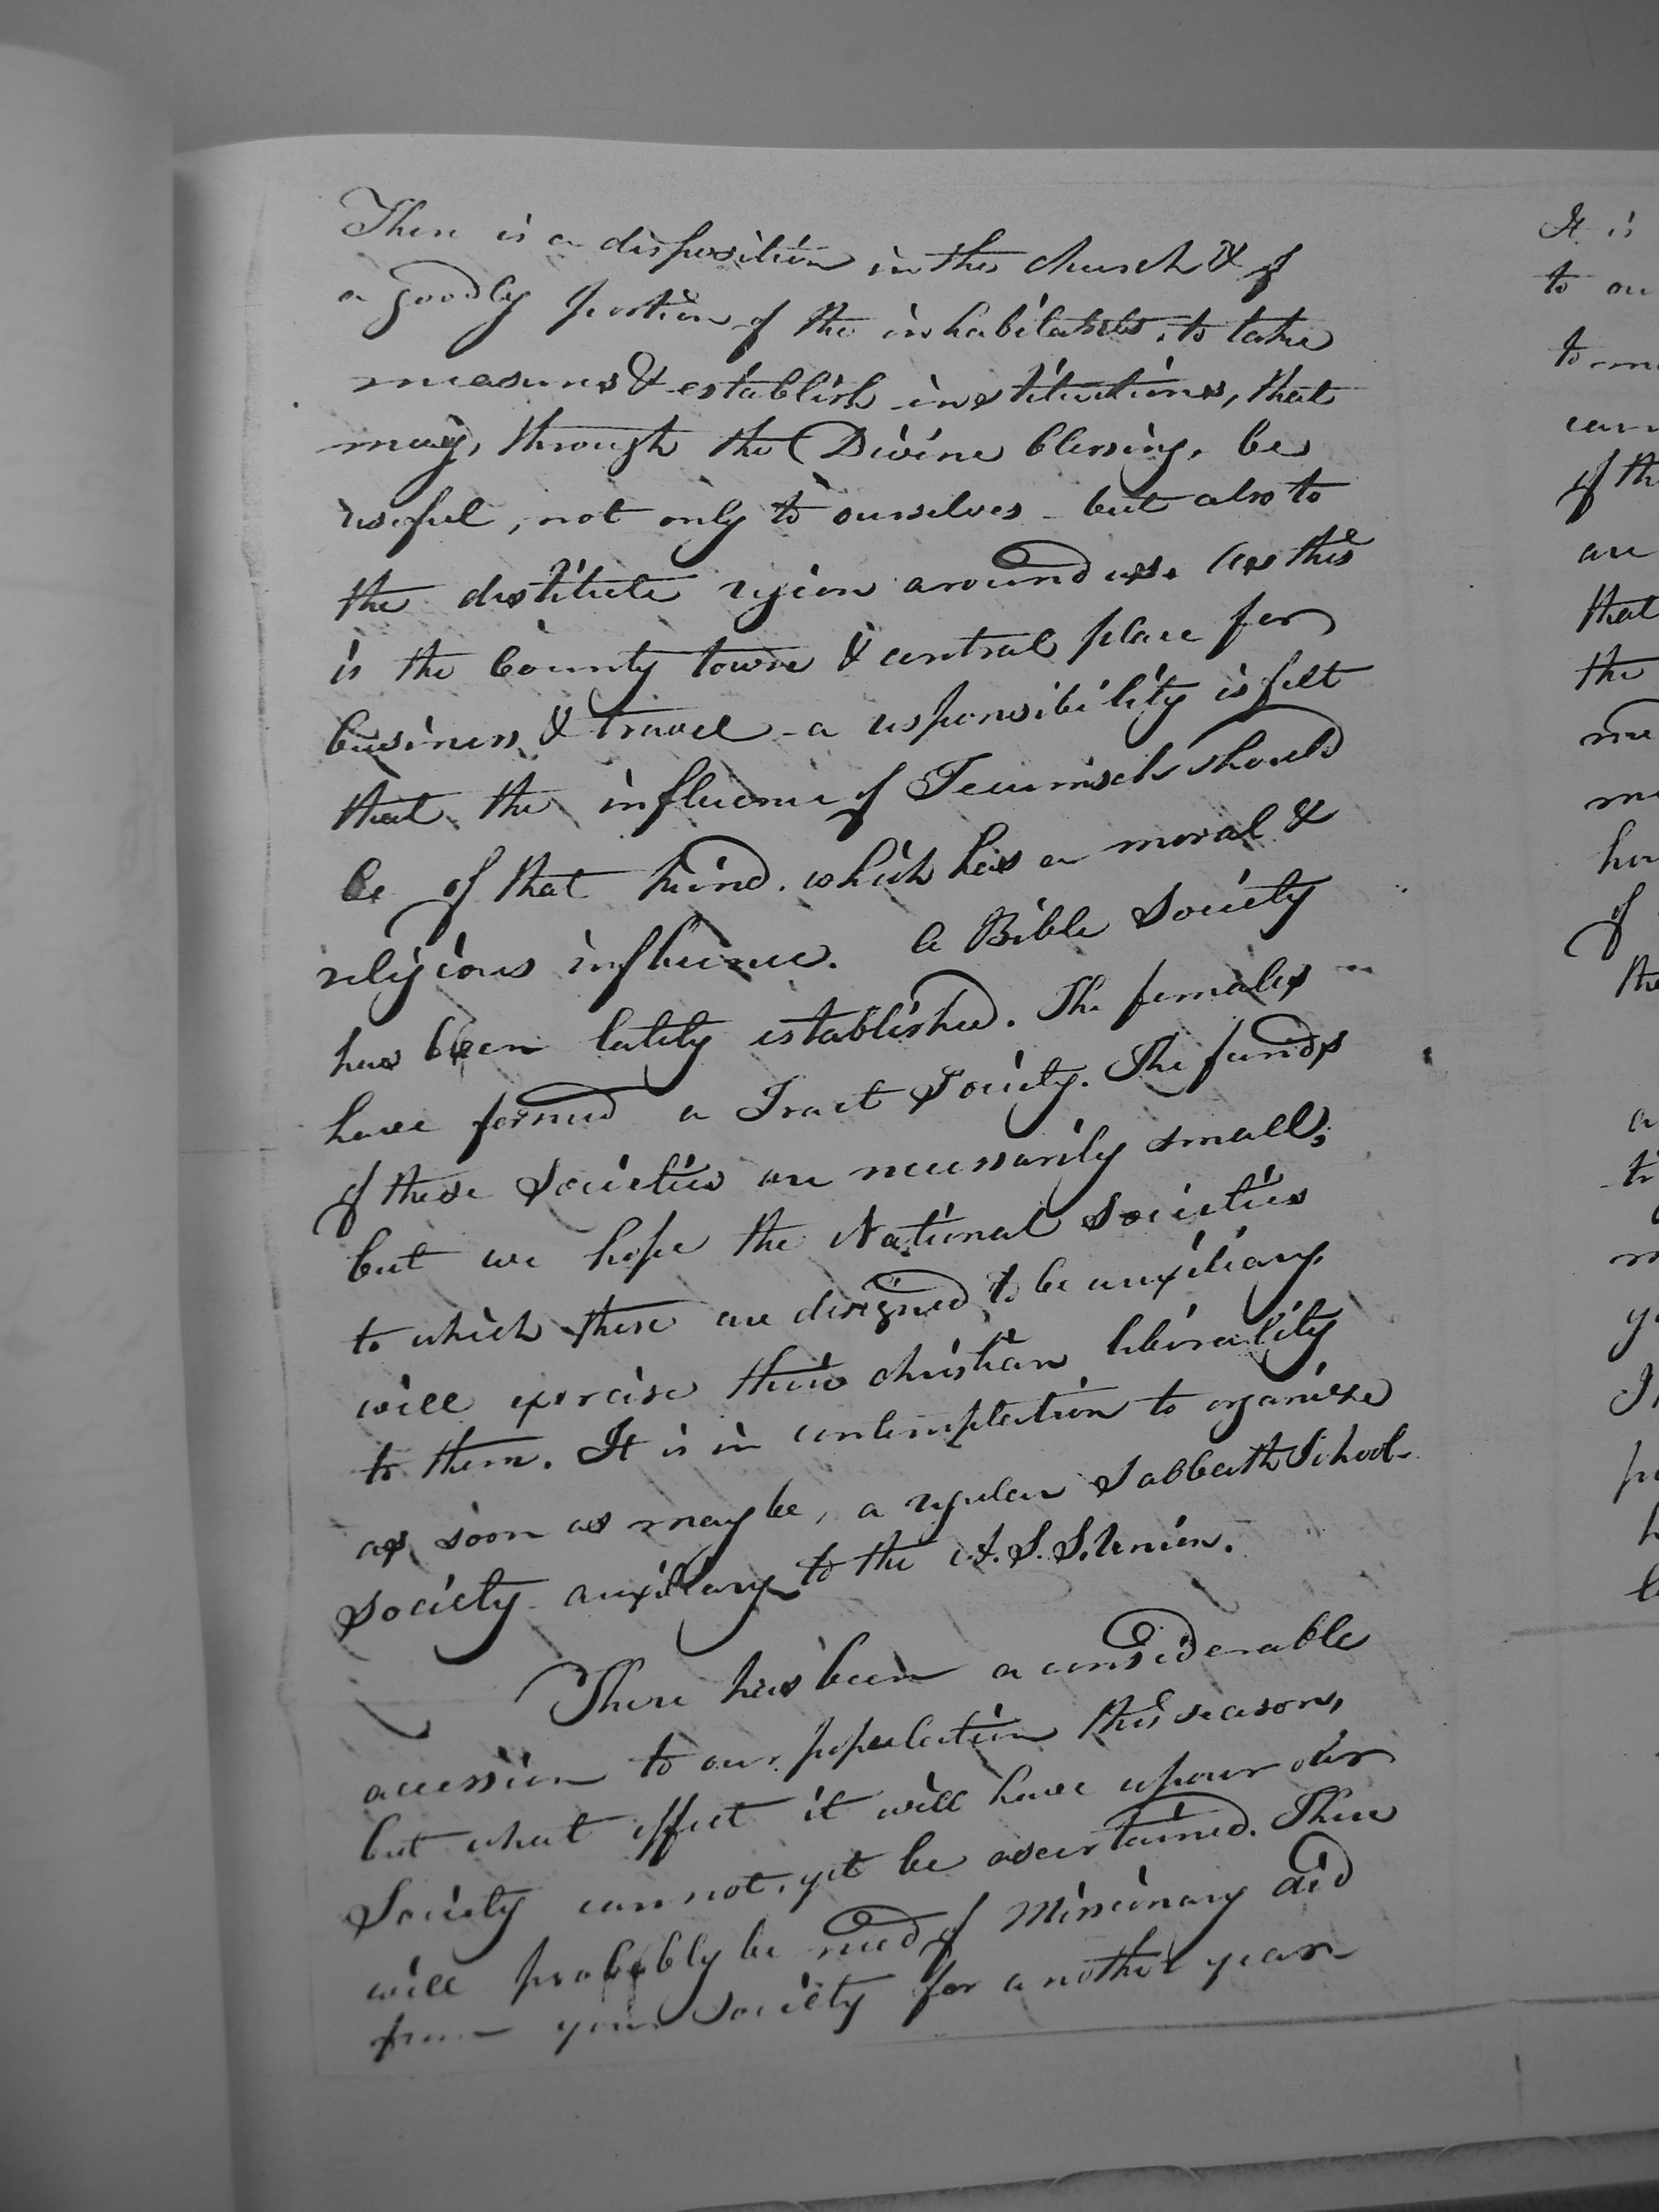 There is a disposition in this church & of
a goodly portion of the inhabitants, to take
measures & establish institutions, that
may, through the Divine blessing, be
useful, not only to ourselves - but also to
the destitute region around us. As this
is the County town & central place for
business & travel - a responsibility is felt
that the influence of Tecumseh should
be of that kind which has a moral &
religious influence. A Bible Society
has been lately established. The females
have formed a Tract Society. The funds
of these Societies are necessarily small;
but we hope the National Societies
to which these are designed to be auxiliary
will exercise their christian liberality
to them. It is in contemplation to organize
as soon as may be, a regular Sabbath School
Society auxiliary to the A. S. S. Union.
There has been a considerable
accession to our population this season,
but what effect it will have upon our
Society cannot yet be ascertained. There
will probably be need of Missionary aid
from your Society for another year
It is
to
to
of
are
that
the
of